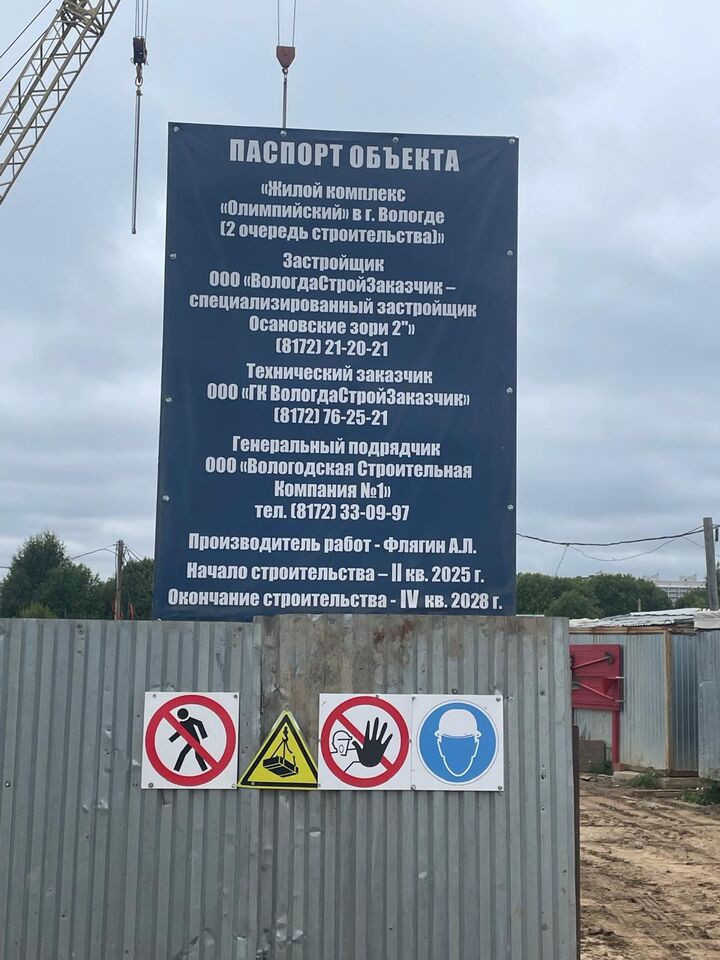 ПАСПОРТ ОБЪЕКТА
«Жилой комплекс
«Олимпийский» в г. Вологде
(2 очередь строительства)»
Застройщик
ООО «ВологдаСтройЗаказчик –
специализированный застройщик
Осановские зори 2"»
(8172) 21-20-21
Технический заказчик
ООО «ГК ВологдаСтройЗаказчик»
(8172) 76-25-21
Генеральный подрядчик
ООО «Вологодская Строительная
Компания №1»
тел. (8172) 33-09-97
Производитель работ - Флягин А.Л.
Начало строительства – II кв. 2025 г.
Окончание строительства - IV кв. 2028 г.